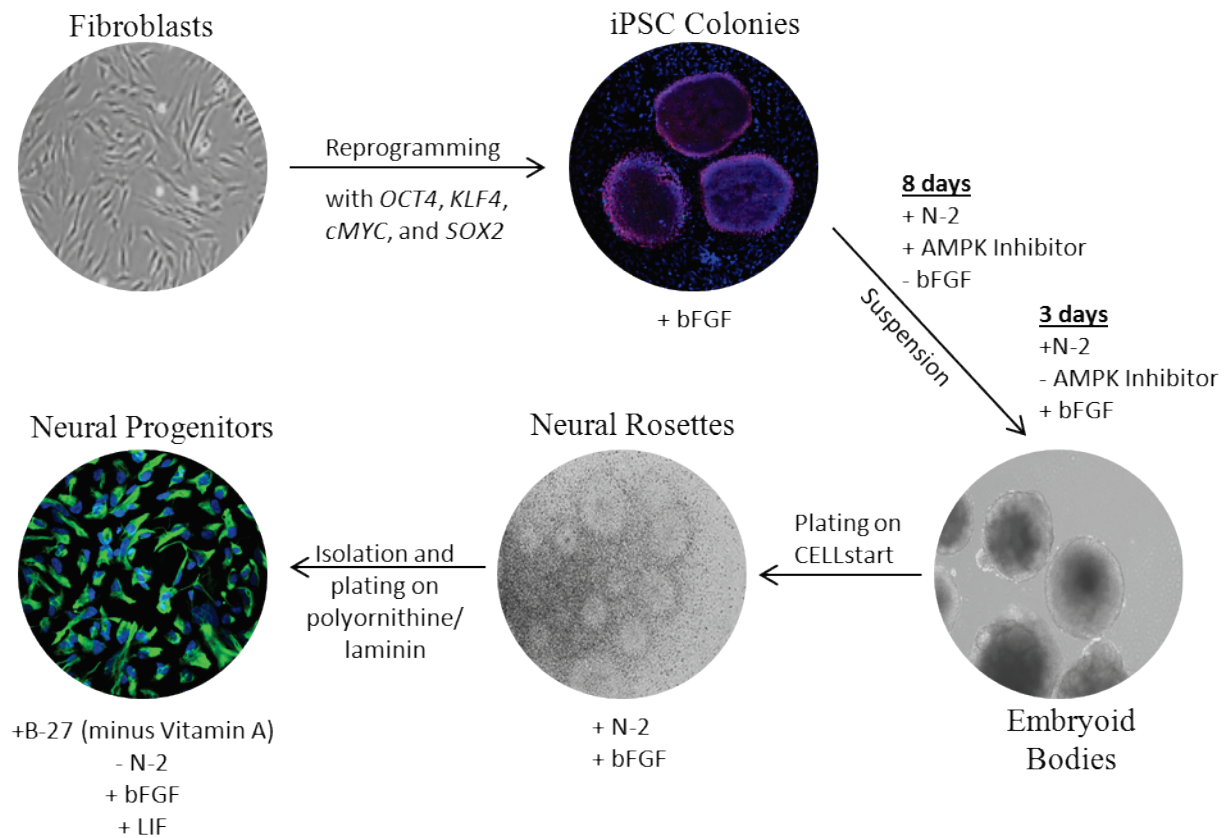 Fibroblasts
iPSC Colonies
Reprogramming
with OCT4, KLF4,
cMYC, and SOX2
+ bFGF
8 days
+ N-2
+ AMPK Inhibitor
- bFGF
Suspension
3 days
+N-2
- AMPK Inhibitor
+ bFGF
Embryoid
Bodies
Plating on
CELLstart
Neural Rosettes
+ N-2
+ bFGF
Isolation and
plating on
polyornithine/
laminin
Neural Progenitors
+B-27 (minus Vitamin A)
- N-2
+ bFGF
+ LIF